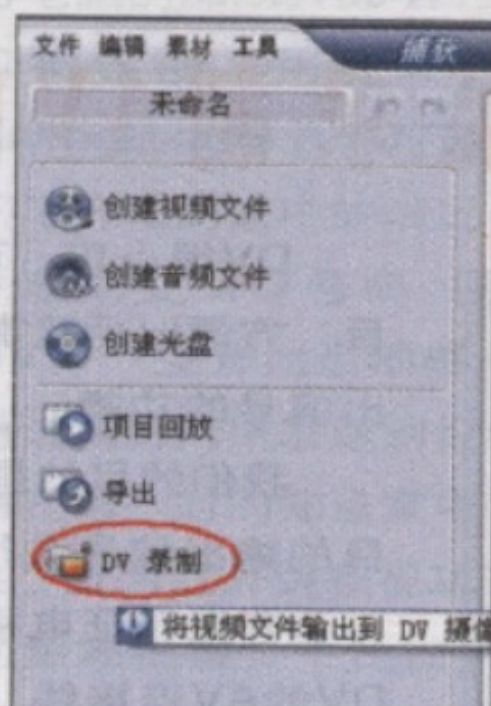 文件 编辑 素材 工具 捕获
未命名
创建视频文件
创建音频文件
创建光盘
项目回放
导出
DV 录制
将视频文件输出到 DV 摄像